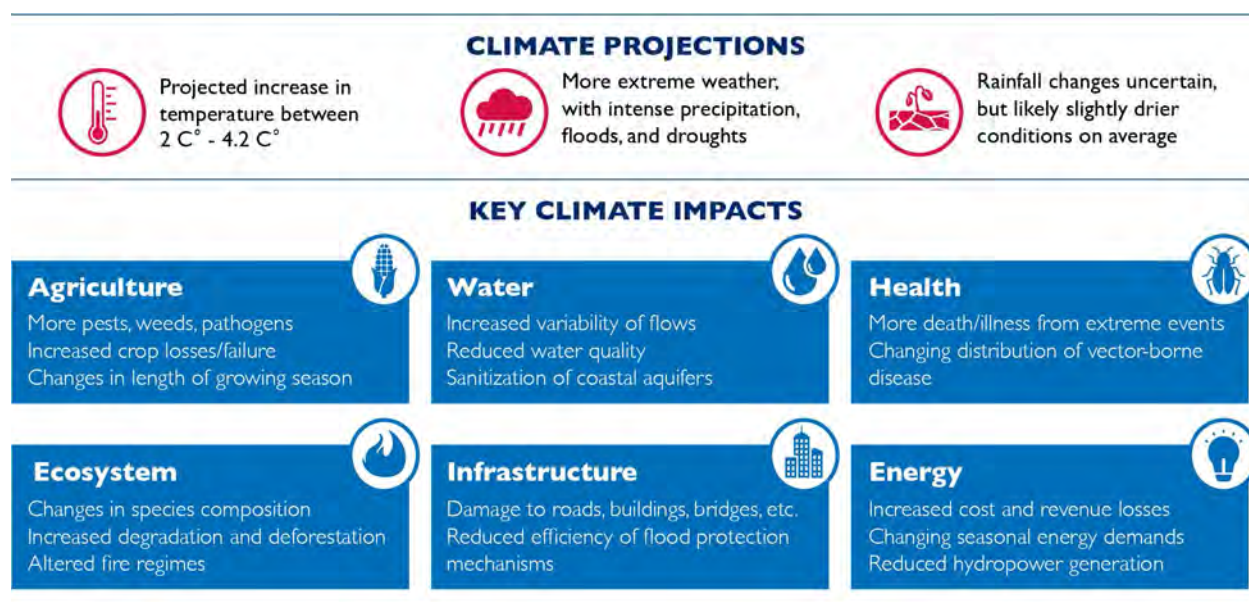 CLIMATE PROJECTIONS
Projected increase in
temperature between
2 C° - 4.2 C°
More extreme weather,
with intense precipitation,
floods, and droughts
Rainfall changes uncertain,
but likely slightly drier
conditions on average
KEY CLIMATE IMPACTS
Agriculture
More pests, weeds, pathogens
Increased crop losses/failure
Changes in length of growing season
Water
Increased variability of flows
Reduced water quality
Sanitization of coastal aquifers
Health
More death/illness from extreme events
Changing distribution of vector-borne
disease
Ecosystem
Changes in species composition
Increased degradation and deforestation
Altered fire regimes
Infrastructure
Damage to roads, buildings, bridges, etc.
Reduced efficiency of flood protection
mechanisms
Energy
Increased cost and revenue losses
Changing seasonal energy demands
Reduced hydropower generation